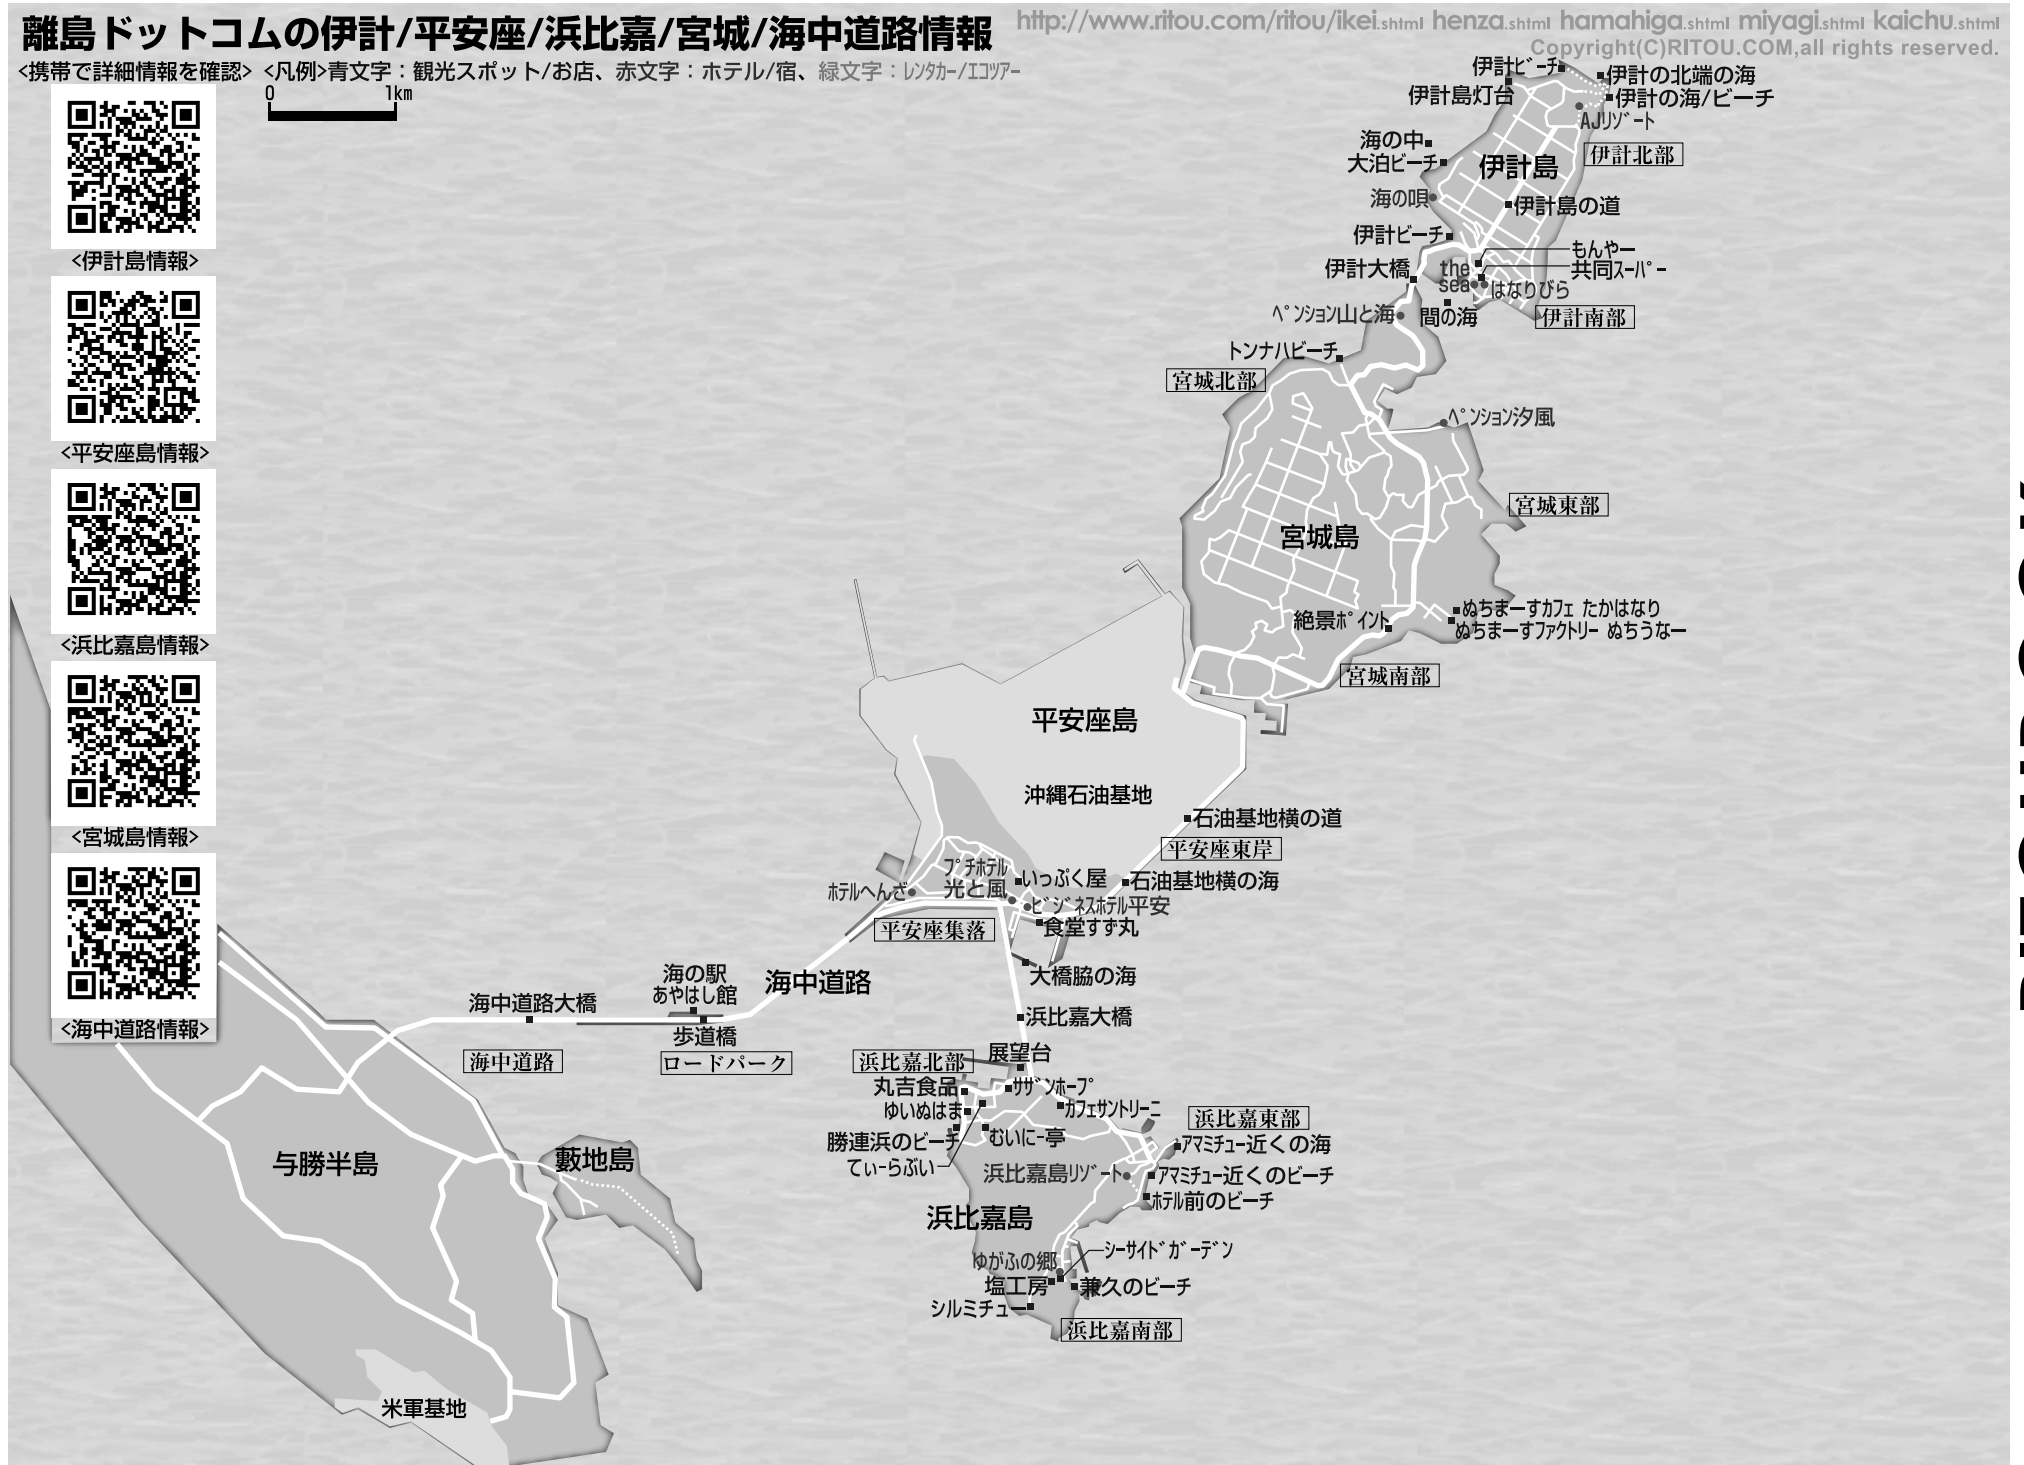 離島ドットコムの伊計/平安座/浜比嘉/宮城/海中道路情報
http://www.ritou.com/ritou/ikei.shtml henza.shtml hamahiga.shtml miyagi.shtml kaichu.shtml
Copyright(C)RITOU.COM,all rights reserved.
<携帯で詳細情報を確認> <凡例>青文字：観光スポット/お店、赤文字：ホテル/宿、緑文字：レンタカー/エコツアー
0 1km
<伊計島情報>
<平安座島情報>
<浜比嘉島情報>
<宮城島情報>
<海中道路情報>
伊計ビーチ
伊計の北端の海
伊計島灯台
伊計の海/ビーチ
AJリゾート
海の中
伊計北部
大泊ビーチ
伊計島
海の唄
伊計島の道
伊計ビーチ
もんやー
伊計大橋
the
sea
共同スーパー
はなりびら
ペンション山と海
間の海
伊計南部
トンナハビーチ
宮城北部
ペンション汐風
宮城東部
宮城島
ぬちまーすカフェ たかはなり
絶景ポイント
ぬちまーすファクトリー ぬちうなー
宮城南部
平安座島
沖縄石油基地
石油基地横の道
平安座東岸
プチホテル
光と風
いっぷく屋
石油基地横の海
ホテルへんざ
ビジネスホテル平安
平安座集落
食堂すず丸
大橋脇の海
海の駅
あやはし館
海中道路
海中道路大橋
歩道橋
浜比嘉大橋
海中道路
ロードパーク
浜比嘉北部
展望台
丸吉食品
サザンホープ
ゆいぬはま
カフェサントリーニ
浜比嘉東部
勝連浜のビーチ
むいにー亭
アマミチュー近くの海
てぃーらぶい
浜比嘉島リゾート
アマミチュー近くのビーチ
ホテル前のビーチ
与勝半島
藪地島
浜比嘉島
シーサイドガーデン
ゆがふの郷
塩工房
兼久のビーチ
シルミチュー
浜比嘉南部
米軍基地